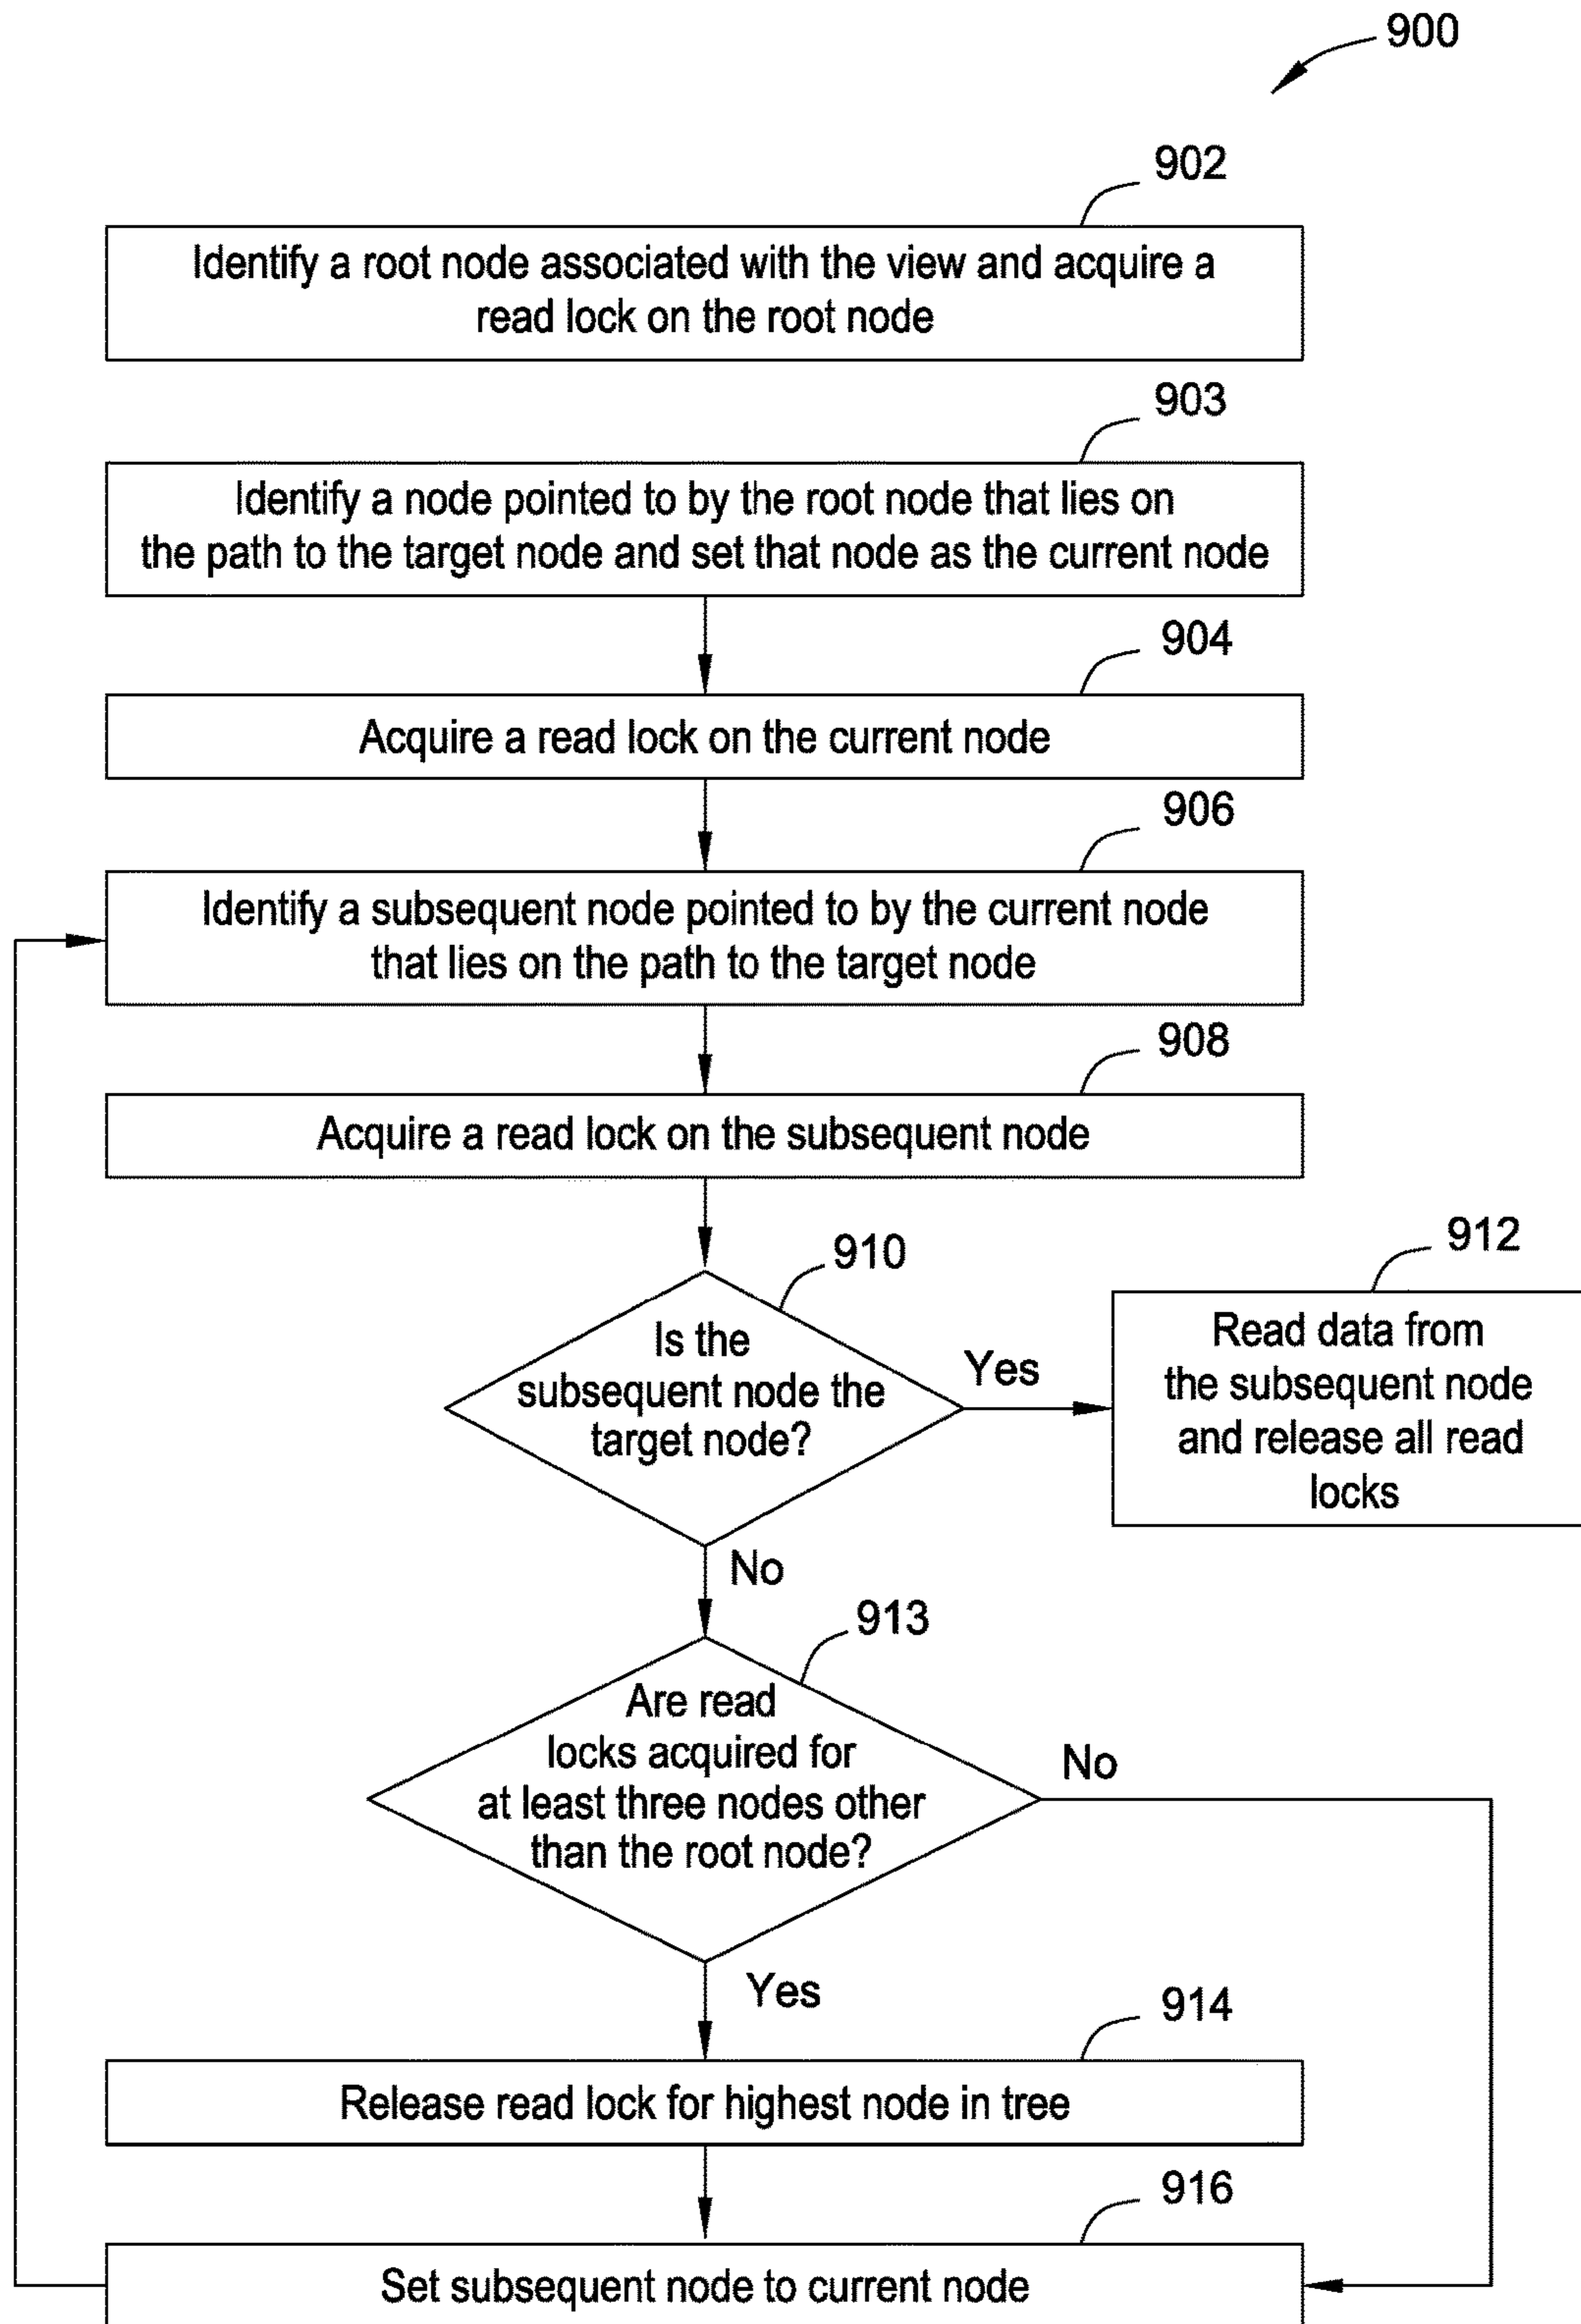 900
902
Identify a root node associated with the view and acquire a
read lock on the root node
903
Identify a node pointed to by the root node that lies on
the path to the target node and set that node as the current node
904
Acquire a read lock on the current node
906
Identify a subsequent node pointed to by the current node
that lies on the path to the target node
908
Acquire a read lock on the subsequent node
910
Is the
subsequent node the
target node?
Yes
912
Read data from
the subsequent node
and release all read
locks
No
913
Are read
locks acquired for
at least three nodes other
than the root node?
No
Yes
914
Release read lock for highest node in tree
916
Set subsequent node to current node